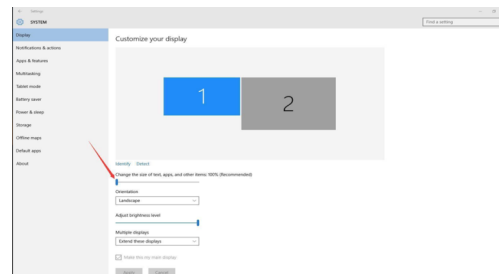 Settings
SYSTEM
Find a setting
Display
Notifications & actions
Apps & features
Multitasking
Tablet mode
Battery saver
Power & sleep
Storage
Offline maps
Default apps
About
Customize your display
1
2
Identify Detect
Change the size of text, apps, and other items: 100% (Recommended)
Orientation
Landscape
Adjust brightness level
Multiple displays
Extend these displays
Make this my main display
Apply Cancel